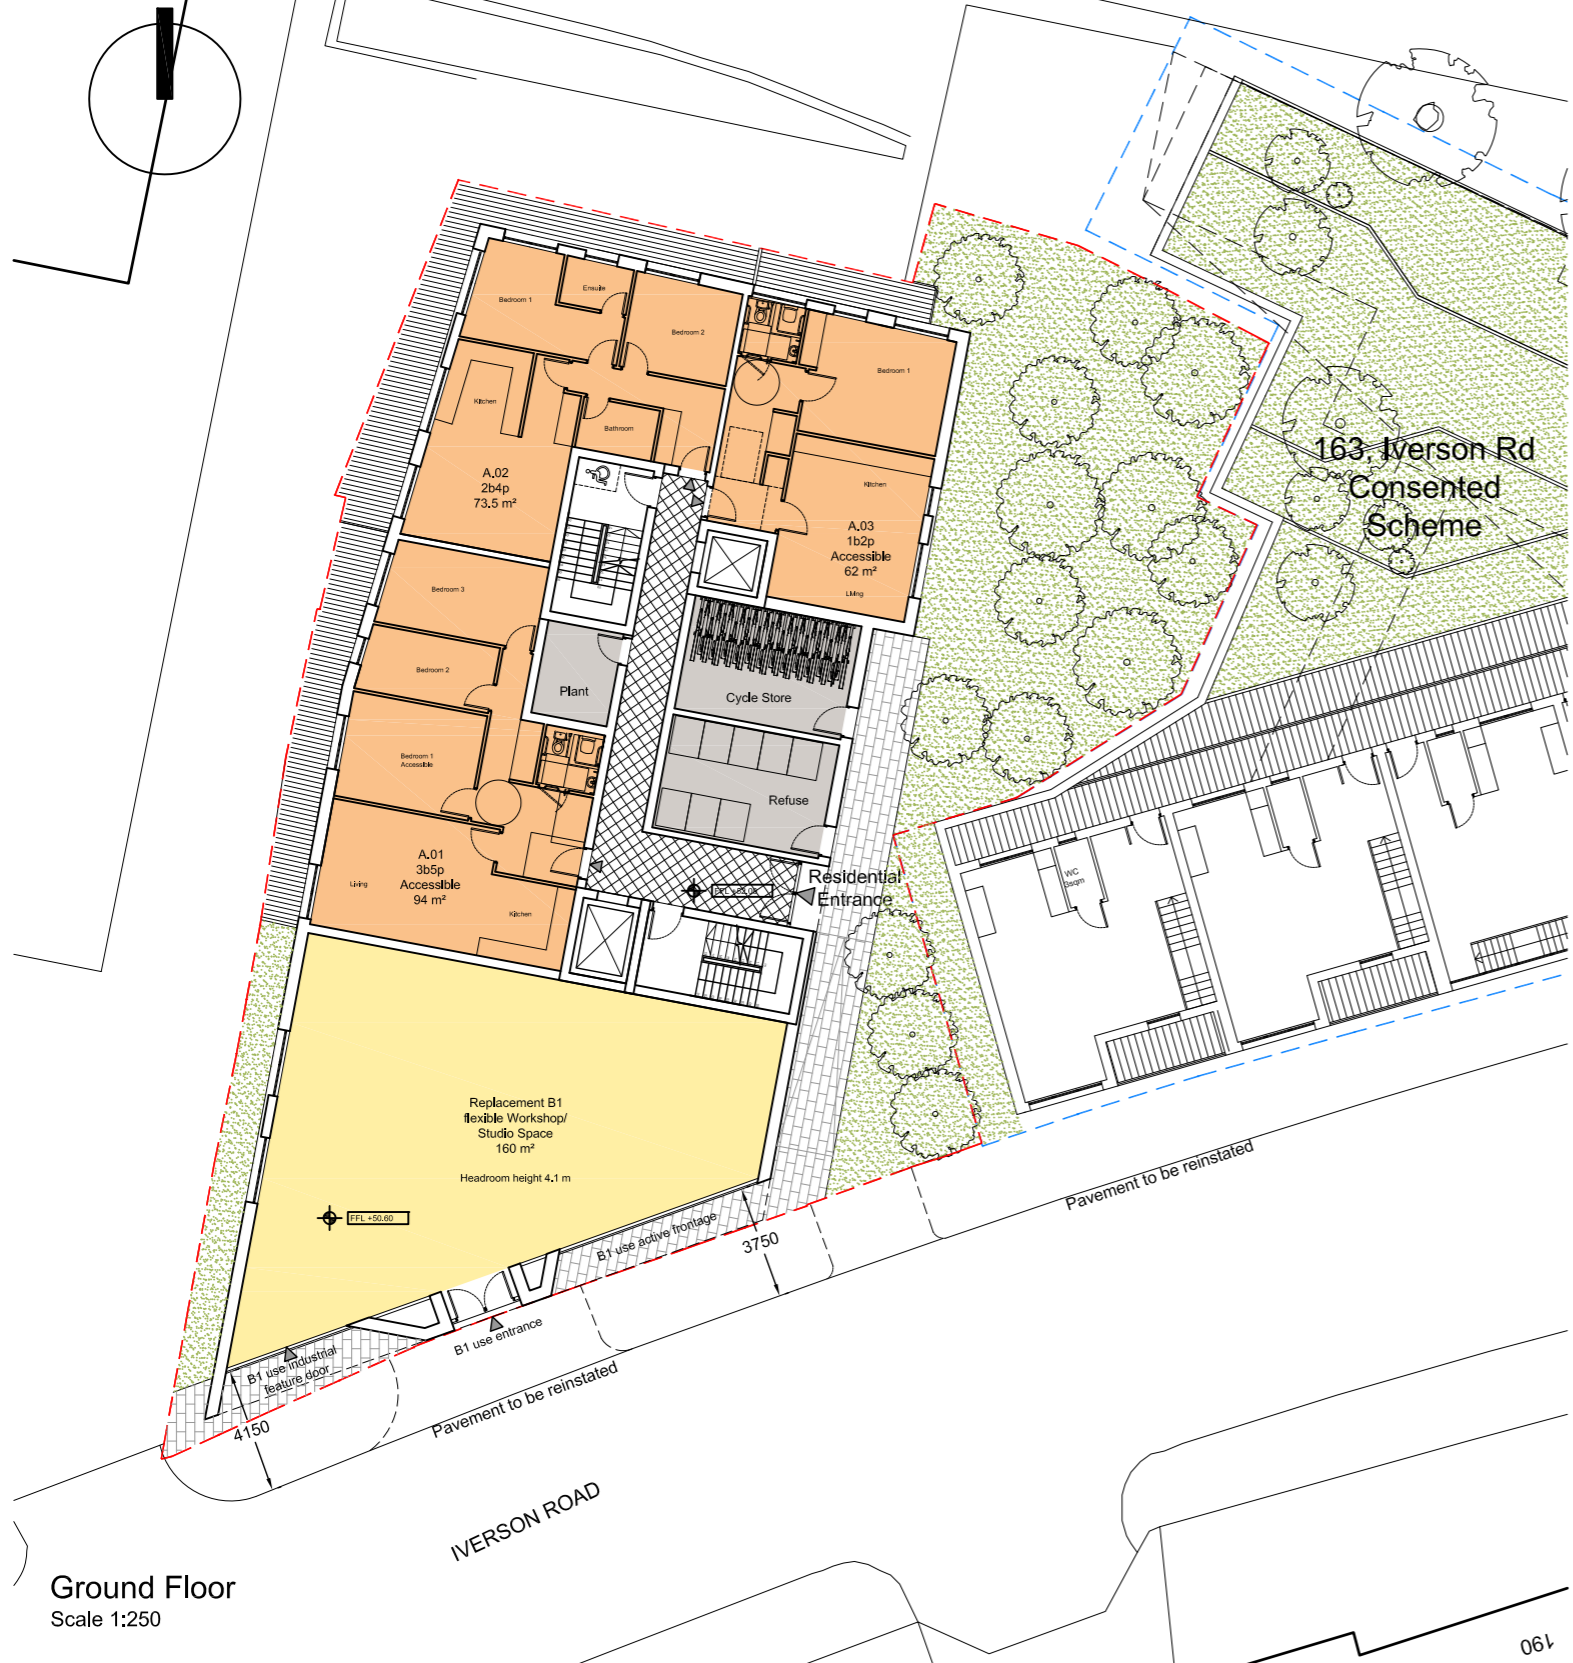 Bedroom 1
Ensuite
Bedroom 2
Bedroom 1
Kitchen
Bathroom
A.02
2b4p
73.5 m²
Kitchen
A.03
1b2p
Accessible
62 m²
Living
163, Iverson Rd
Consented
Scheme
Bedroom 3
Bedroom 2
Plant
Cycle Store
Bedroom 1
Accessible
Refuse
A.01
3b5p
Accessible
94 m²
Living
Kitchen
Residential
Entrance
WC
3sqm
Replacement B1
flexible Workshop/
Studio Space
160 m²
Headroom height 4.1 m
FFL +50.60
B1 use active frontage
3750
Pavement to be reinstated
B1 use entrance
B1 use industrial
feature door
4150
Pavement to be reinstated
IVERSON ROAD
Ground Floor
Scale 1:250
190